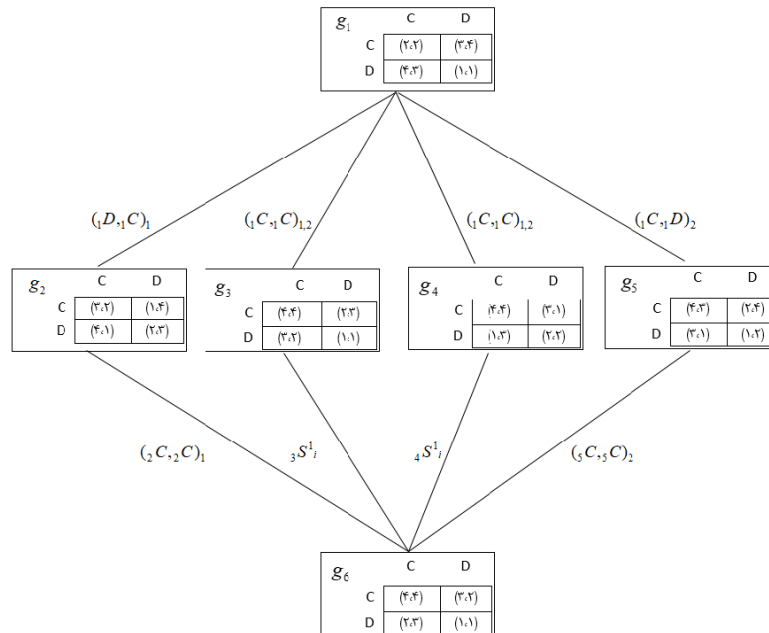 g₁ C D
C (۲،۲) (۳،۴)
D (۴،۳) (۱،۱)
(₁D,₁C)₁ (₁C,₁C)₁,₂ (₁C,₁C)₁,₂ (₁C,₁D)₂
g₂ C D
C (۳،۲) (۱،۴)
D (۴،۱) (۲،۳)
g₃ C D
C (۴،۴) (۲،۳)
D (۳،۲) (۱،۱)
g₄ C D
C (۴،۴) (۳،۱)
D (۱،۳) (۲،۲)
g₅ C D
C (۴،۳) (۲،۴)
D (۳،۱) (۱،۲)
(₂C,₂C)₁ ₃S¹ᵢ ₄S¹ᵢ (₅C,₅C)₂
g₆ C D
C (۴،۴) (۳،۲)
D (۲،۳) (۱،۱)